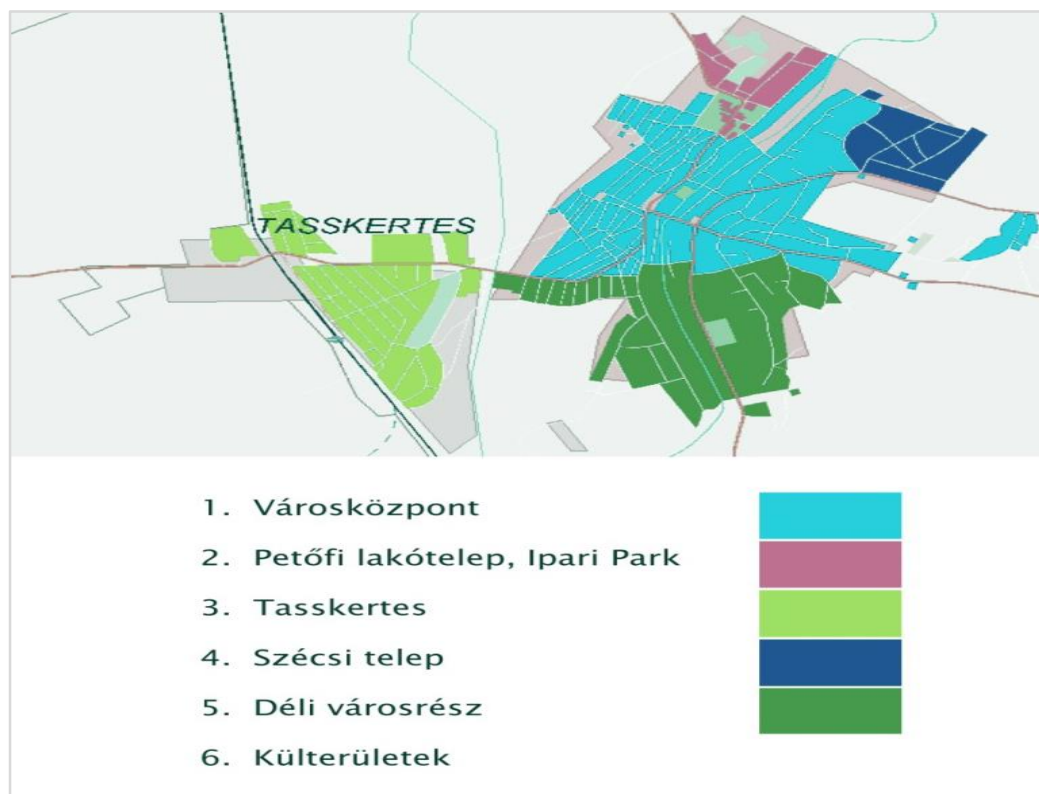 TASSKERTES
1. Városközpont
2. Petőfi lakótelep, Ipari Park
3. Tasskertes
4. Szécsi telep
5. Déli városrész
6. Külterületek